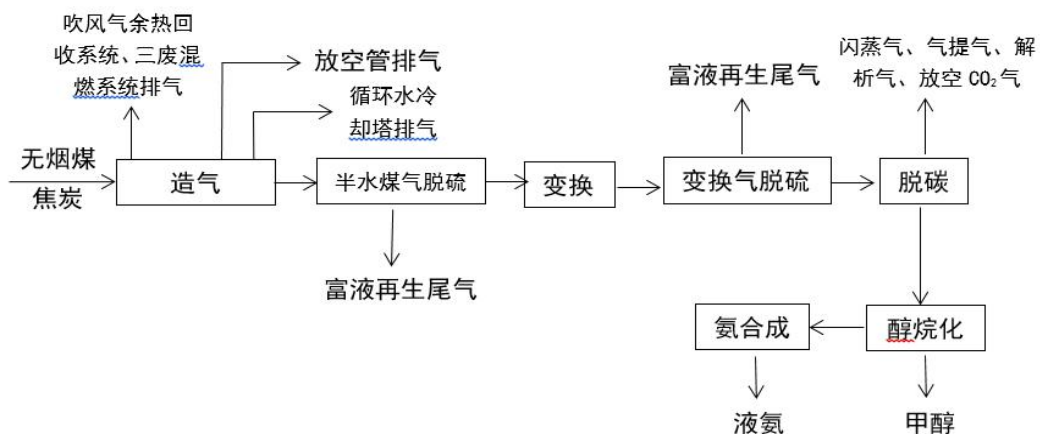 吹风气余热回
收系统、三废混
燃系统排气
放空管排气
循环水冷
却塔排气
富液再生尾气
闪蒸气、气提气、解
析气、放空 CO₂气
无烟煤
焦炭
造气
半水煤气脱硫
变换
变换气脱硫
脱碳
富液再生尾气
氨合成
醇烷化
液氨
甲醇